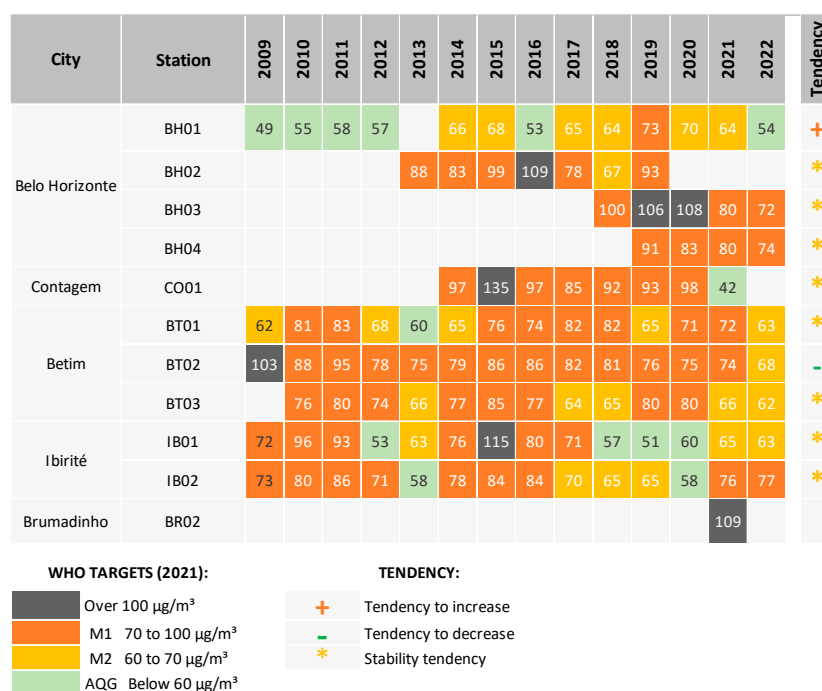 City Station 2009 2010 2011 2012 2013 2014 2015 2016 2017 2018 2019 2020 2021 2022 Tendency
Belo Horizonte
BH01 49 55 58 57 66 68 53 65 64 73 70 64 54 +
BH02 88 83 99 109 78 67 93 *
BH03 100 106 108 80 72 *
BH04 91 83 80 74 *
Contagem CO01 97 135 97 85 92 93 98 42 *
Betim
BT01 62 81 83 68 60 65 76 74 82 82 65 71 72 63 *
BT02 103 88 95 78 75 79 86 86 82 81 76 75 74 68 -
BT03 76 80 74 66 77 85 77 64 65 80 80 66 62 *
Ibirité
IB01 72 96 93 53 63 76 115 80 71 57 51 60 65 63 *
IB02 73 80 86 71 58 78 84 84 70 65 65 58 76 77 *
Brumadinho BR02 109
WHO TARGETS (2021): TENDENCY:
Over 100 µg/m³ + Tendency to increase
M1 70 to 100 µg/m³ - Tendency to decrease
M2 60 to 70 µg/m³ * Stability tendency
AQG Below 60 µg/m³